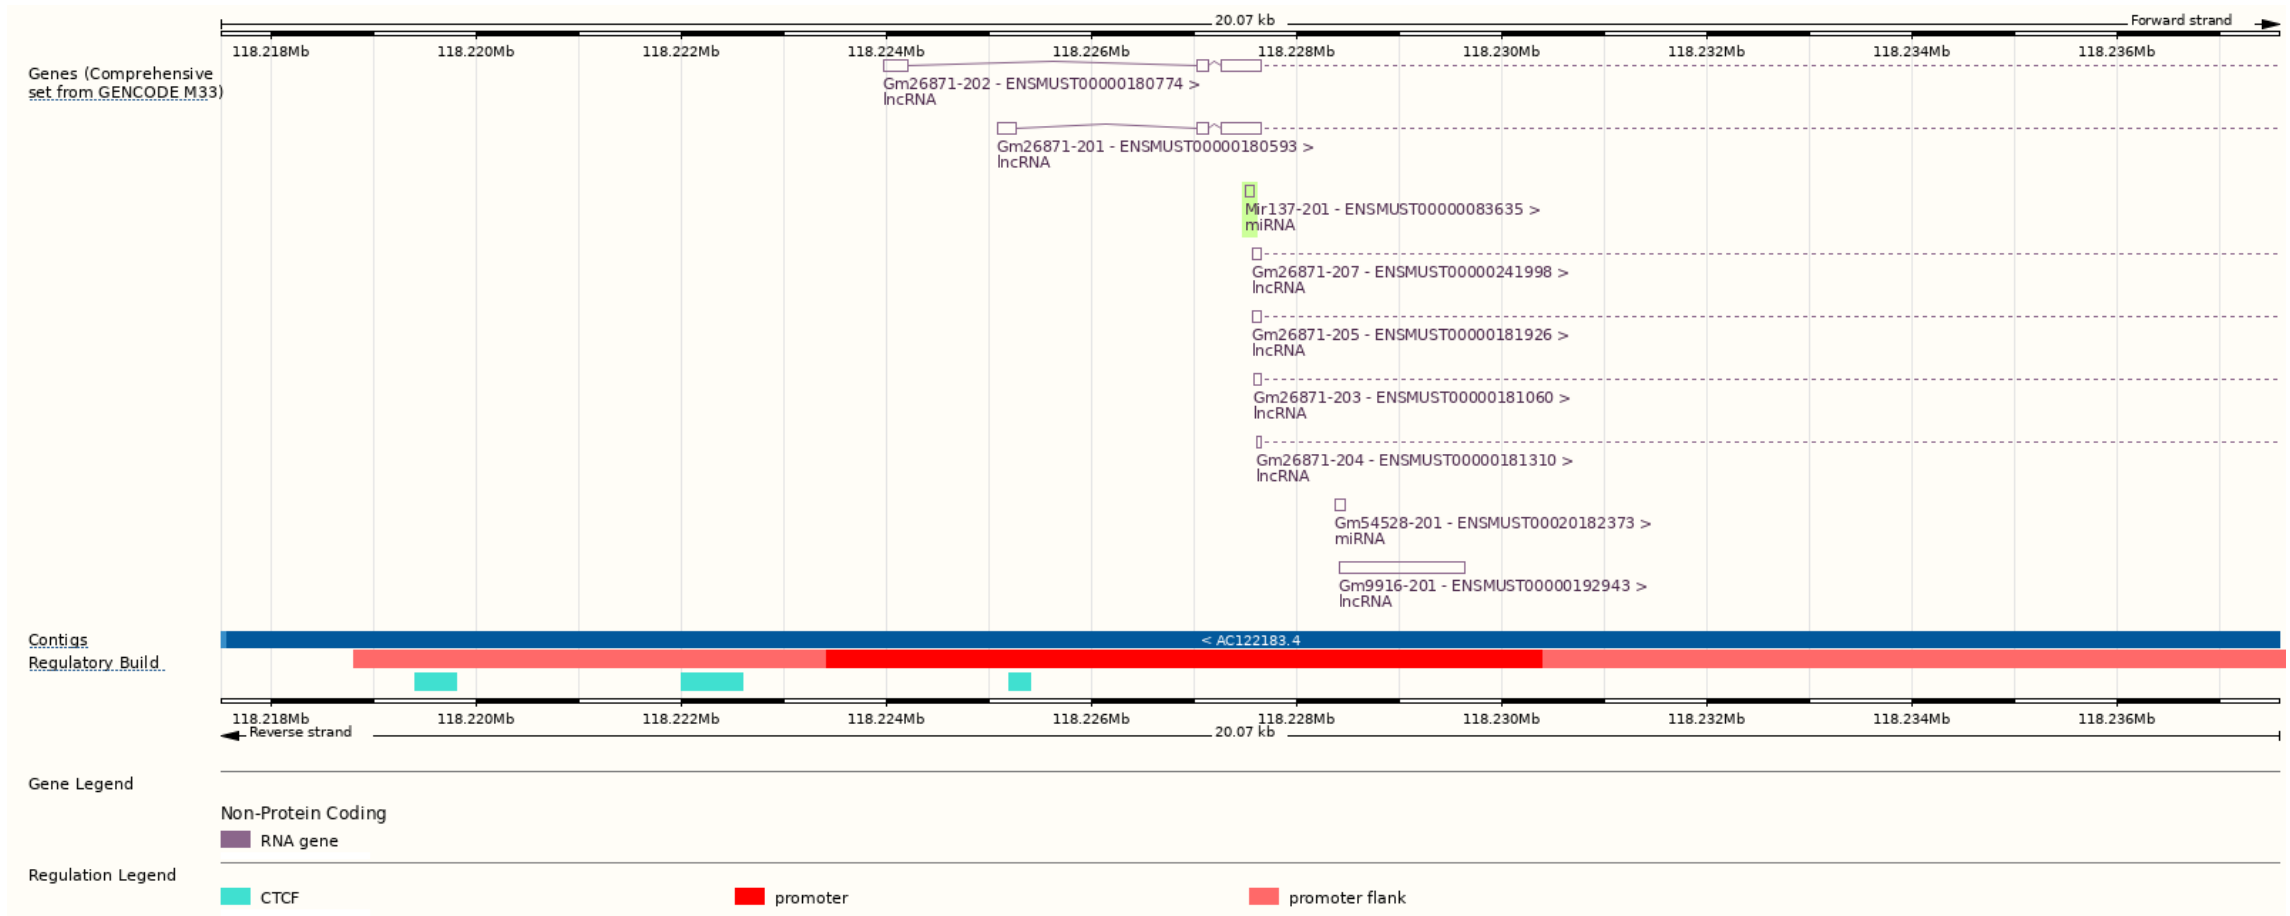 20.07 kb Forward strand
118.218Mb 118.220Mb 118.222Mb 118.224Mb 118.226Mb 118.228Mb 118.230Mb 118.232Mb 118.234Mb 118.236Mb
Genes (Comprehensive
set from GENCODE M33)
Gm26871-202 - ENSMUST00000180774 >
lncRNA
Gm26871-201 - ENSMUST00000180593 >
lncRNA
Mir137-201 - ENSMUST00000083635 >
miRNA
Gm26871-207 - ENSMUST00000241998 >
lncRNA
Gm26871-205 - ENSMUST00000181926 >
lncRNA
Gm26871-203 - ENSMUST00000181060 >
lncRNA
Gm26871-204 - ENSMUST00000181310 >
lncRNA
Gm54528-201 - ENSMUST00020182373 >
miRNA
Gm9916-201 - ENSMUST00000192943 >
lncRNA
Contigs < AC122183.4
Regulatory Build
118.218Mb 118.220Mb 118.222Mb 118.224Mb 118.226Mb 118.228Mb 118.230Mb 118.232Mb 118.234Mb 118.236Mb
Reverse strand 20.07 kb
Gene Legend
Non-Protein Coding
RNA gene
Regulation Legend
CTCF promoter promoter flank